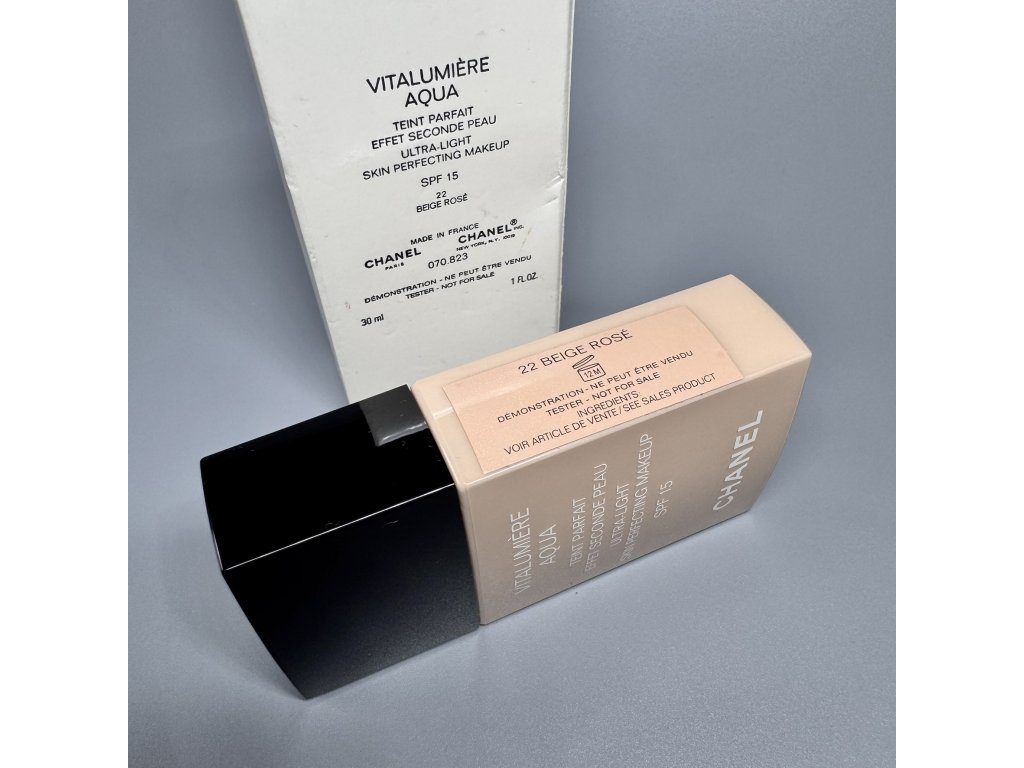 VITALUMIÈRE
AQUA
TEINT PARFAIT
EFFET SECONDE PEAU
ULTRA-LIGHT
SKIN PERFECTING MAKEUP
SPF 15
22
BEIGE ROSÉ
MADE IN FRANCE
CHANEL CHANEL® INC.
PARIS NEW YORK, N.Y. 10019
070.823
DÉMONSTRATION - NE PEUT ÊTRE VENDU
TESTER - NOT FOR SALE
30 ml 1 FL.OZ.
22 BEIGE ROSÉ
12M
DÉMONSTRATION - NE PEUT ÊTRE VENDU
TESTER - NOT FOR SALE
INGREDIENTS:
VOIR ARTICLE DE VENTE / SEE SALES PRODUCT
VITALUMIÈRE
AQUA
TEINT PARFAIT
EFFET SECONDE PEAU
ULTRA-LIGHT
SKIN PERFECTING MAKEUP
SPF 15
CHANEL